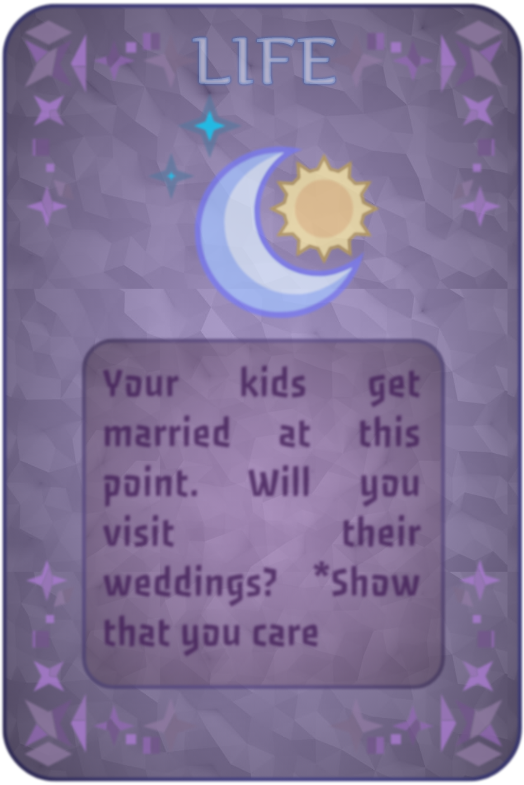 LIFE
Your kids get
married at this
point. Will you
visit their
weddings? *Show
that you care